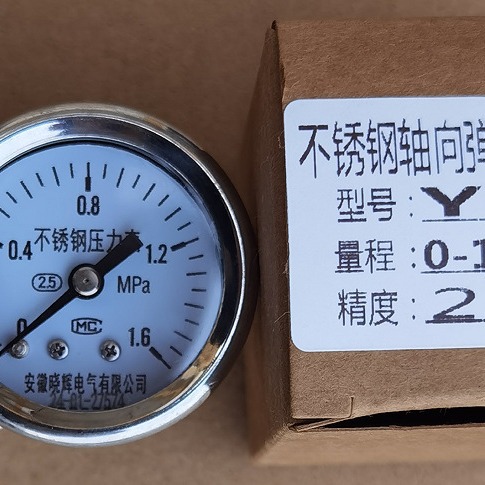 0.8
不锈钢压力表
0.4
1.2
2.5
MPa
0
MC
1.6
安徽晓辉电气有限公司
不锈钢轴向弹
型号：Y
量程：0-1
精度：2